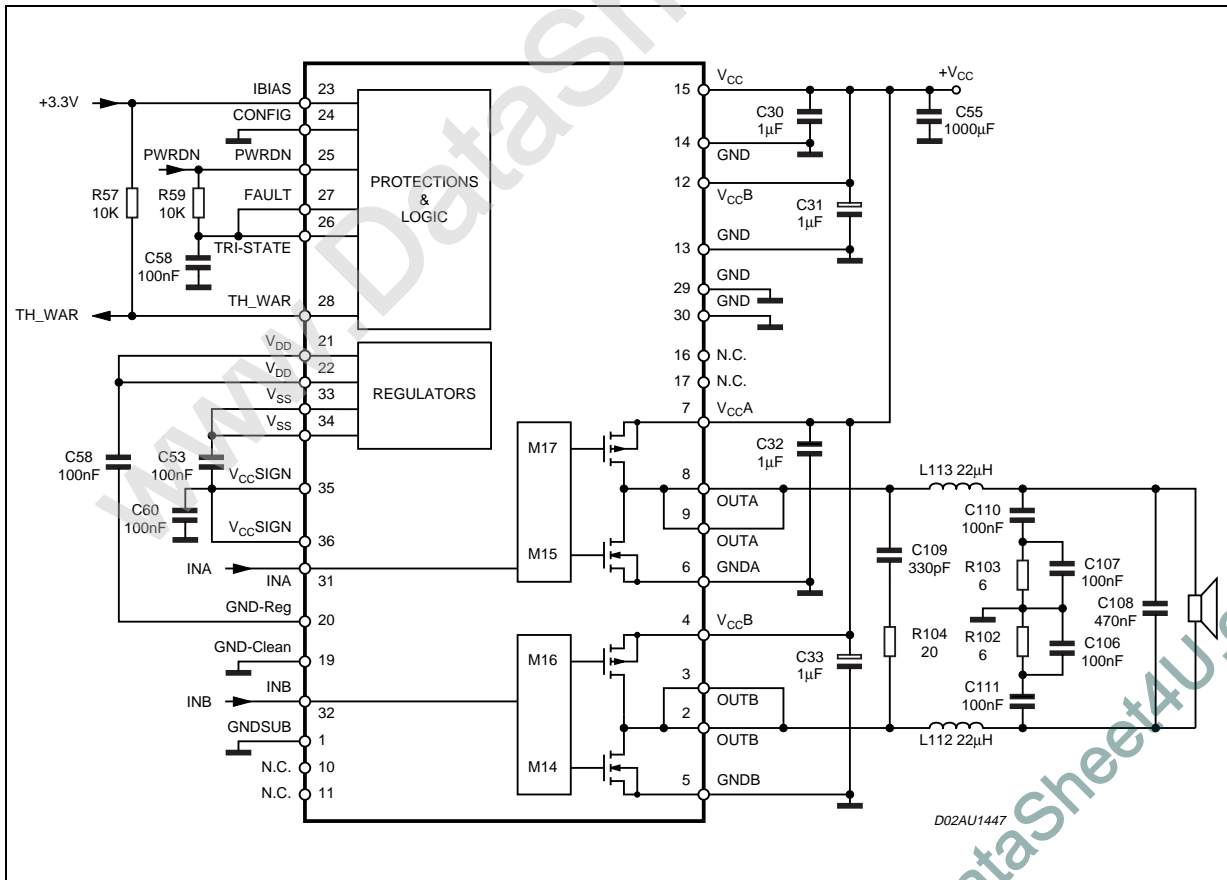 +3.3V
IBIAS 23
CONFIG 24
PWRDN
PWRDN 25
R57
10K
R59
10K
FAULT 27
26
TRI-STATE
C58
100nF
TH_WAR
TH_WAR 28
PROTECTIONS
&
LOGIC
VDD 21
VDD 22
VSS 33
VSS 34
REGULATORS
C58
100nF
C53
100nF
VCCSIGN 35
C60
100nF
VCCSIGN 36
INA
INA 31
GND-Reg 20
GND-Clean 19
INB
INB 32
GNDSUB 1
N.C. 10
N.C. 11
M17
M15
M16
M14
15 VCC
+VCC
C30
1µF
C55
1000µF
14 GND
12 VCCB
C31
1µF
13 GND
29 GND
30 GND
16 N.C.
17 N.C.
7 VCCA
C32
1µF
8 OUTA
9 OUTA
6 GNDA
4 VCCB
C33
1µF
3
2 OUTB
OUTB
5 GNDB
L113 22µH
C110
100nF
C109
330pF
R103
6
C107
100nF
C108
470nF
R104
20
R102
6
C106
100nF
C111
100nF
L112 22µH
D02AU1447
www.DataSh
DataSheet4U.c